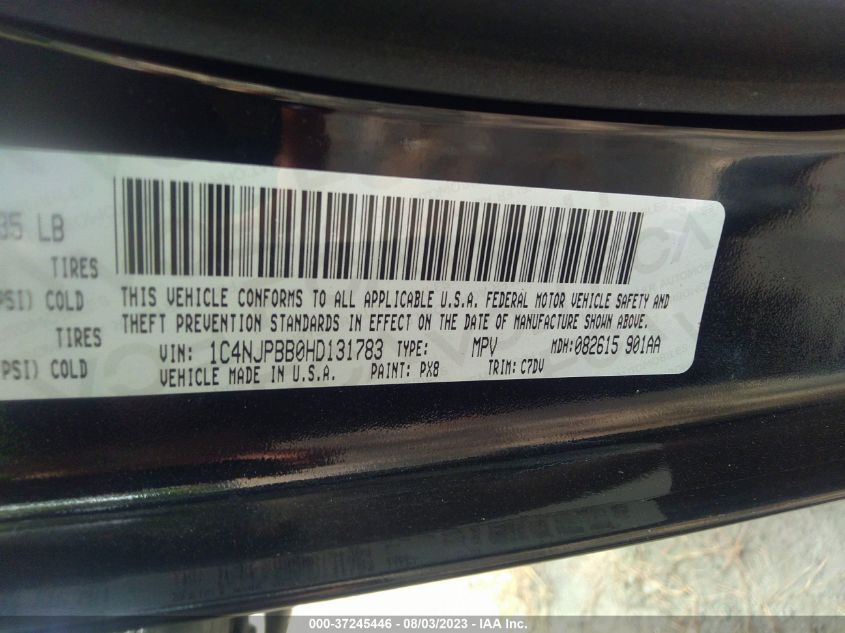 35 LB
TIRES
PSI) COLD
TIRES
PSI) COLD
THIS VEHICLE CONFORMS TO ALL APPLICABLE U.S.A. FEDERAL MOTOR VEHICLE SAFETY AND
THEFT PREVENTION STANDARDS IN EFFECT ON THE DATE OF MANUFACTURE SHOWN ABOVE.
VIN: 1C4NJPBB0HD131783 TYPE: MPV MDH:082615 901AA
VEHICLE MADE IN U.S.A. PAINT: PX8 TRIM: C7DV
000-37245446 - 08/03/2023 - IAA Inc.